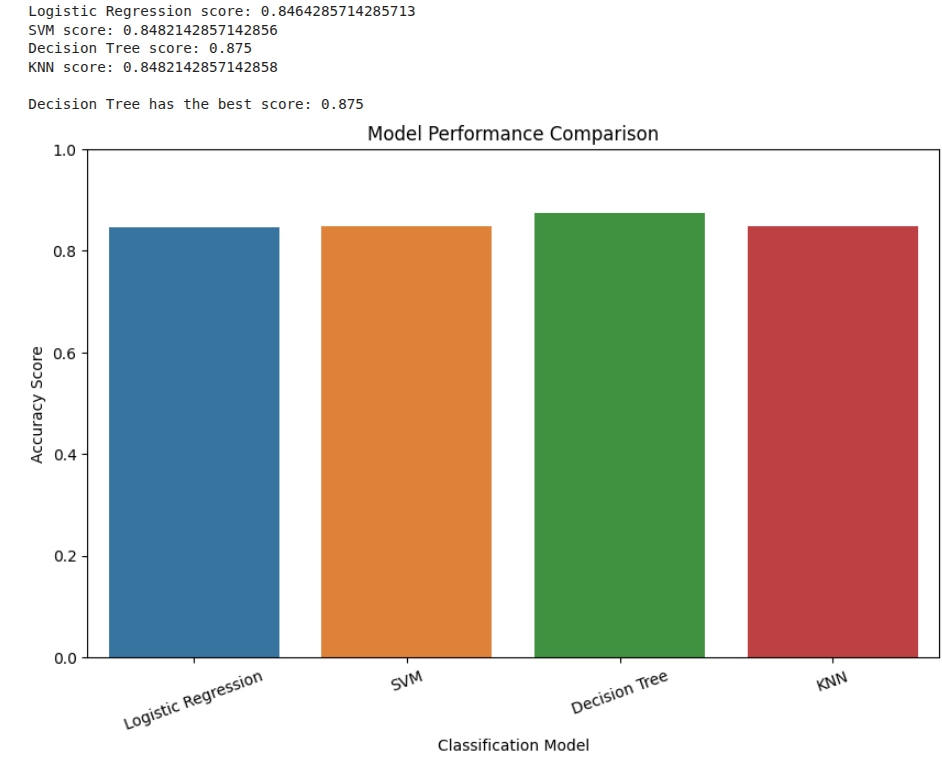 Logistic Regression score: 0.8464285714285713
SVM score: 0.8482142857142856
Decision Tree score: 0.875
KNN score: 0.8482142857142858
Decision Tree has the best score: 0.875
Model Performance Comparison
1.0
0.8
0.6
0.4
0.2
0.0
Accuracy Score
Logistic Regression
SVM
Decision Tree
KNN
Classification Model